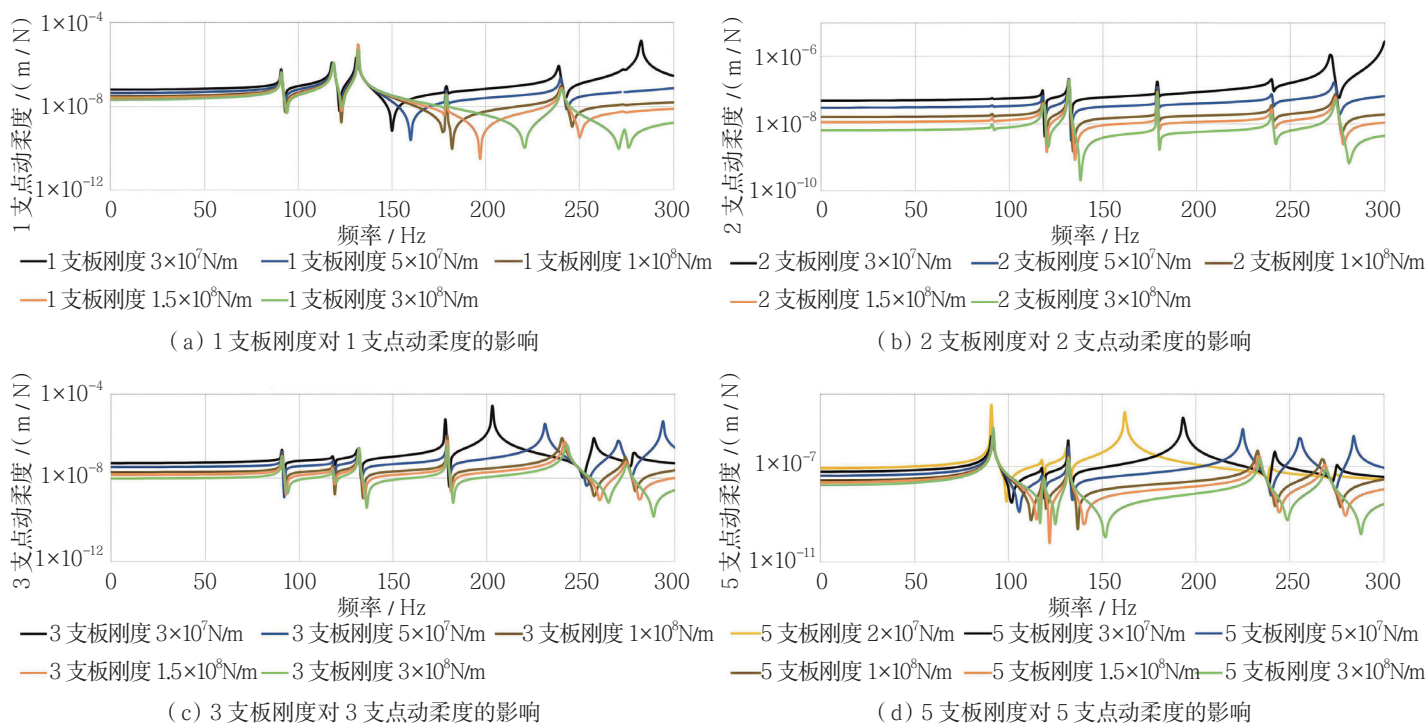 1 支点动柔度 /(m / N)
1×10⁻⁴
1×10⁻⁸
1×10⁻¹²
0 50 100 150 200 250 300
频率 / Hz
1 支板刚度 3×10⁷N/m 1 支板刚度 5×10⁷N/m 1 支板刚度 1×10⁸N/m
1 支板刚度 1.5×10⁸N/m 1 支板刚度 3×10⁸N/m
(a) 1 支板刚度对 1 支点动柔度的影响
2 支点动柔度 /(m / N)
1×10⁻⁶
1×10⁻⁸
1×10⁻¹⁰
0 50 100 150 200 250 300
频率 / Hz
2 支板刚度 3×10⁷N/m 2 支板刚度 5×10⁷N/m 2 支板刚度 1×10⁸N/m
2 支板刚度 1.5×10⁸N/m 2 支板刚度 3×10⁸N/m
(b) 2 支板刚度对 2 支点动柔度的影响
3 支点动柔度 /(m / N)
1×10⁻⁴
1×10⁻⁸
1×10⁻¹²
0 50 100 150 200 250 300
频率 / Hz
3 支板刚度 3×10⁷N/m 3 支板刚度 5×10⁷N/m 3 支板刚度 1×10⁸N/m
3 支板刚度 1.5×10⁸N/m 3 支板刚度 3×10⁸N/m
(c) 3 支板刚度对 3 支点动柔度的影响
5 支点动柔度 /(m / N)
1×10⁻⁷
1×10⁻¹¹
0 50 100 150 200 250 300
频率 / Hz
5 支板刚度 2×10⁷N/m 5 支板刚度 3×10⁷N/m 5 支板刚度 5×10⁷N/m
5 支板刚度 1×10⁸N/m 5 支板刚度 1.5×10⁸N/m 5 支板刚度 3×10⁸N/m
(d) 5 支板刚度对 5 支点动柔度的影响